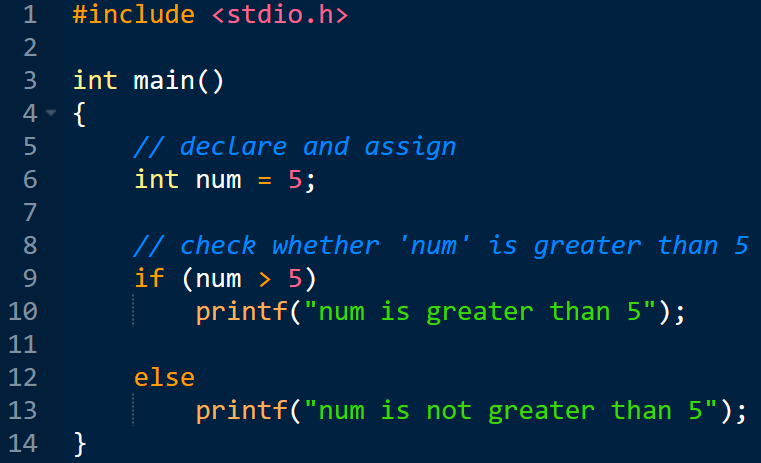 1 #include <stdio.h>
2
3 int main()
4 {
5 // declare and assign
6 int num = 5;
7
8 // check whether 'num' is greater than 5
9 if (num > 5)
10 printf("num is greater than 5");
11
12 else
13 printf("num is not greater than 5");
14 }